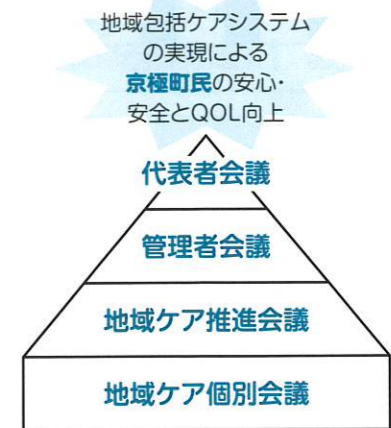 地域包括ケアシステム
の実現による
京極町民の安心・
安全とQOL向上
代表者会議
管理者会議
地域ケア推進会議
地域ケア個別会議